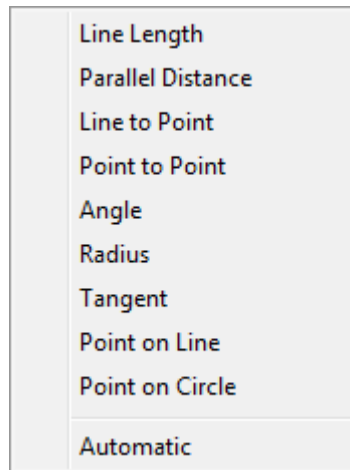 Line Length
Parallel Distance
Line to Point
Point to Point
Angle
Radius
Tangent
Point on Line
Point on Circle
Automatic